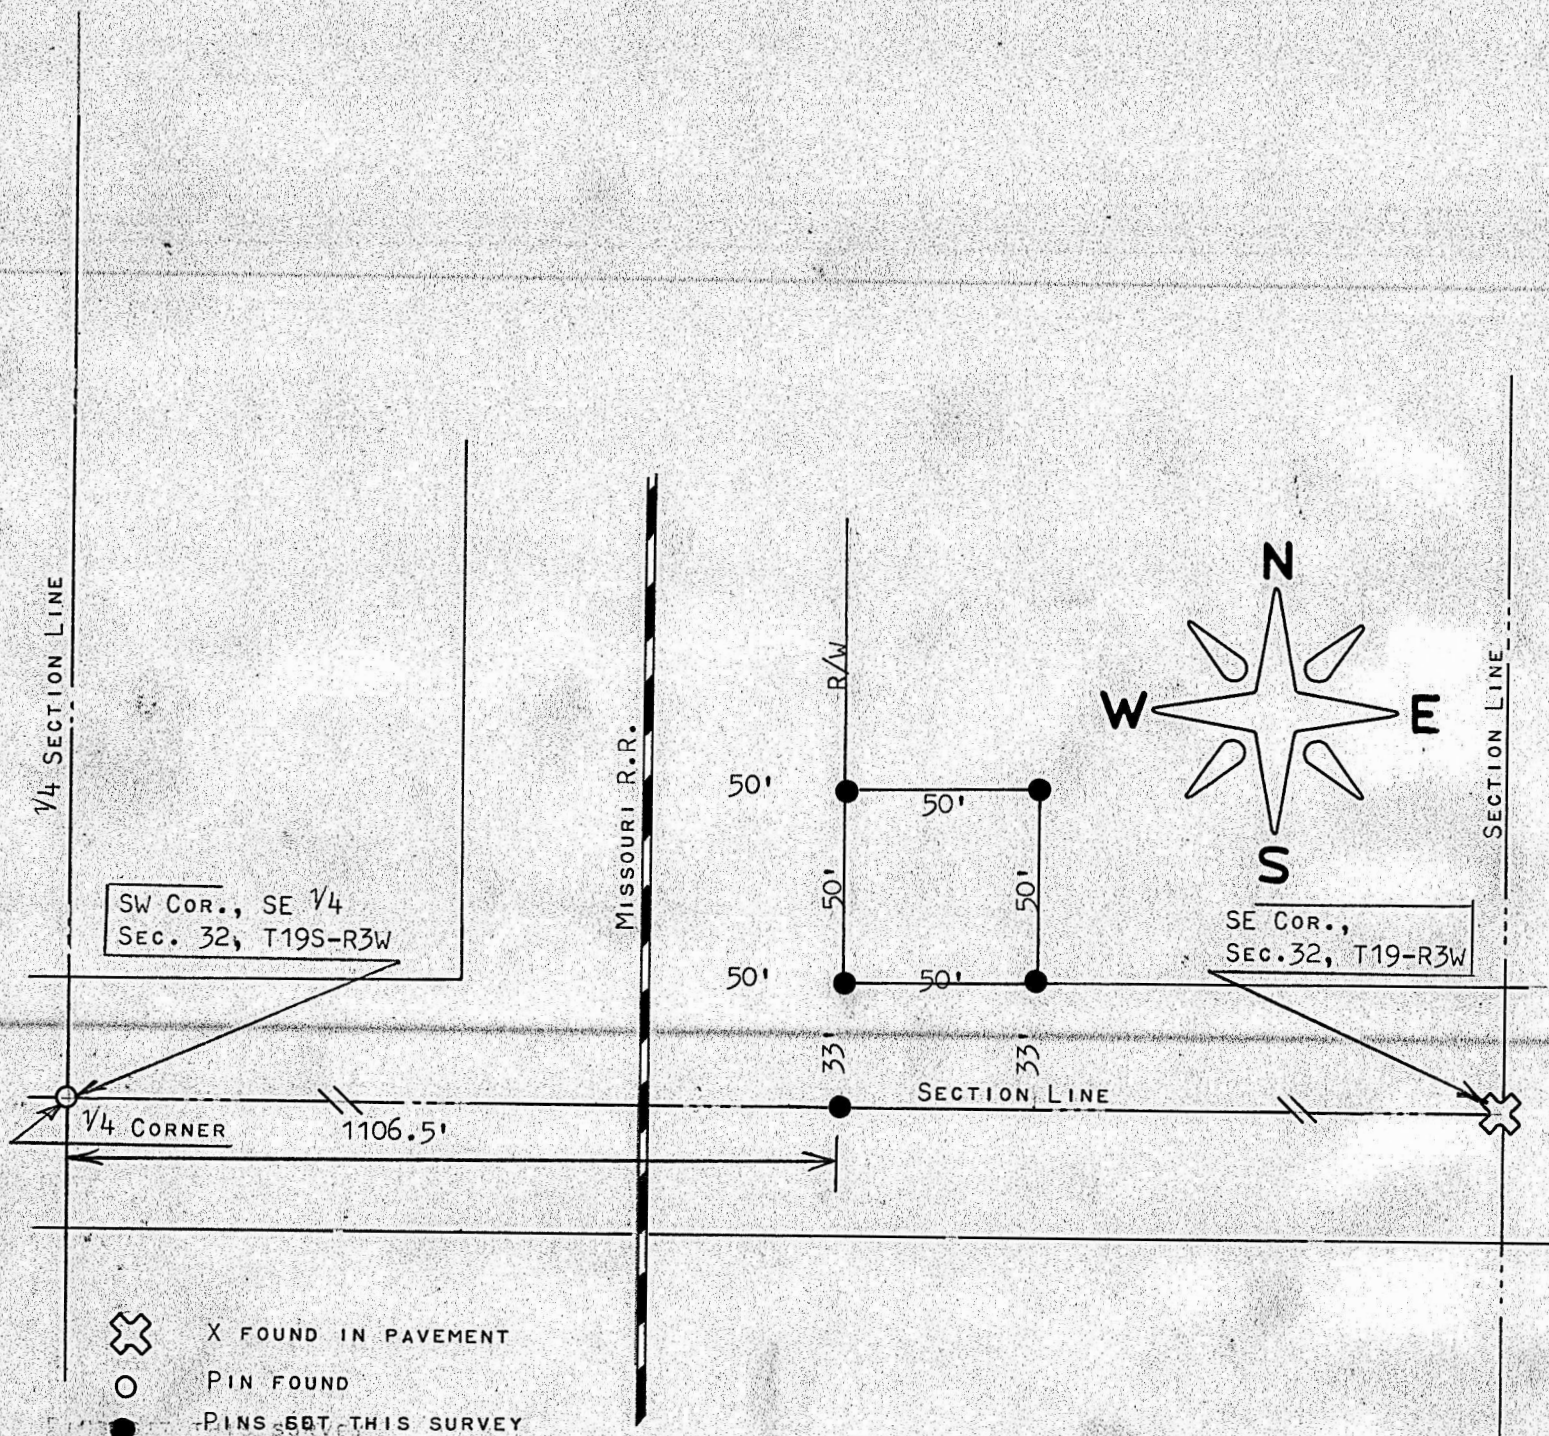 N
W
E
S
1/4 SECTION LINE
MISSOURI R.R.
R/W
SECTION LINE
50'
50'
50'
50'
50'
50'
SW COR., SE 1/4
SEC. 32, T19S-R3W
SE COR.,
SEC.32, T19-R3W
33'
33'
SECTION LINE
1/4 CORNER
1106.5'
X FOUND IN PAVEMENT
PIN FOUND
PINS SET THIS SURVEY